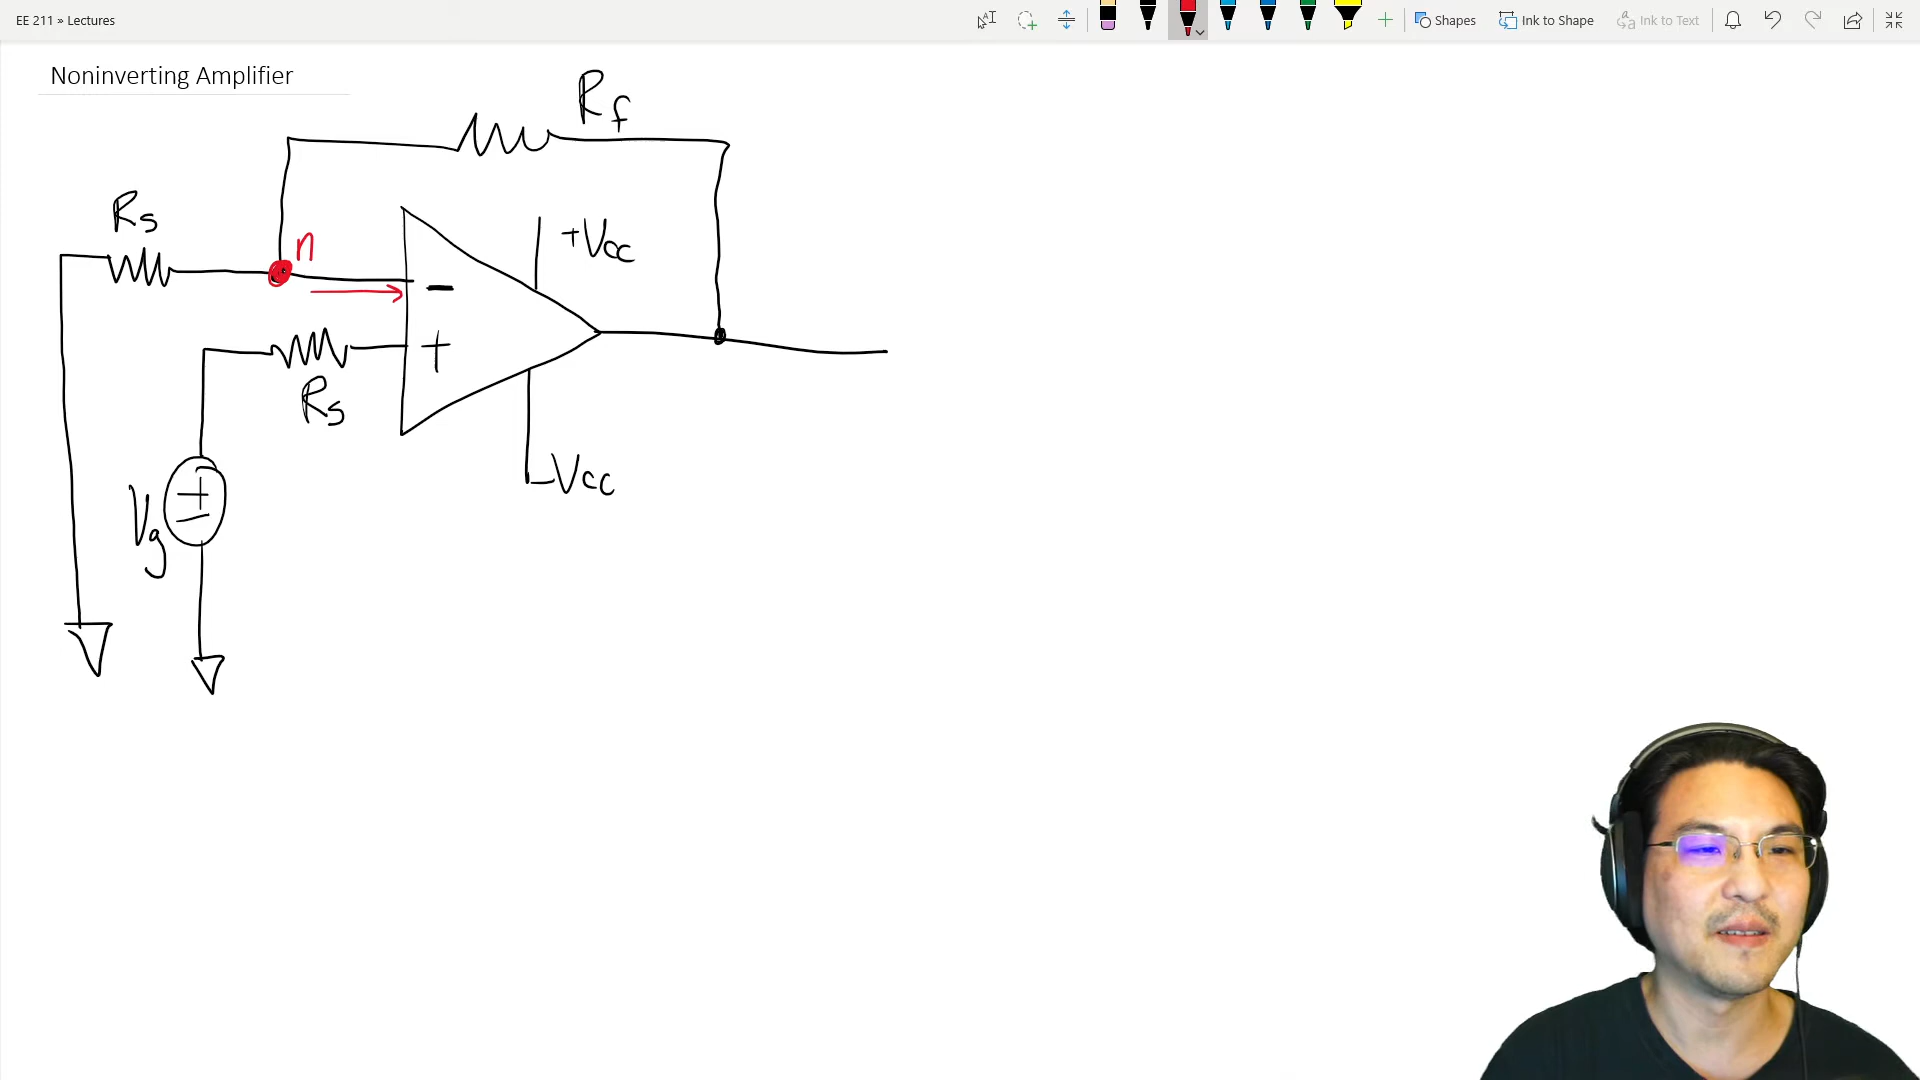 EE 211 » Lectures
Shapes
Ink to Shape
Ink to Text
Noninverting Amplifier
Rf
Rs
n
+Vcc
-
+
Rs
-Vcc
Vg
+
-